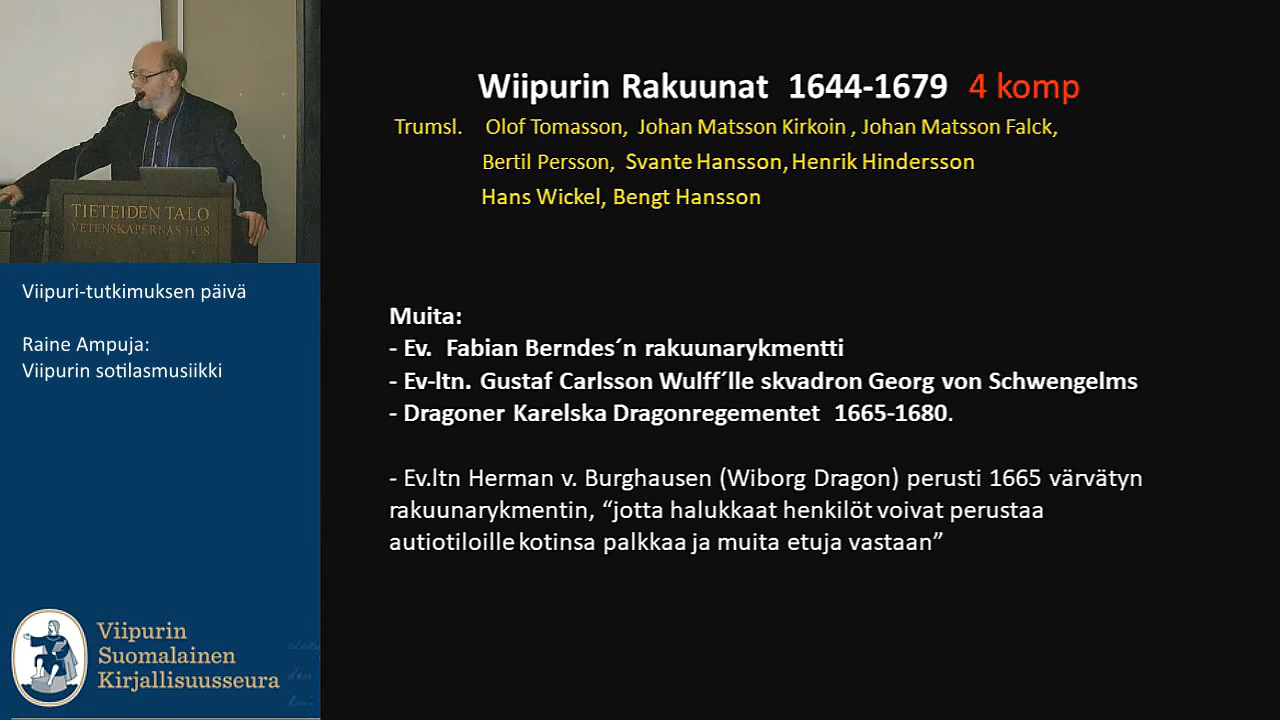 TIETEIDEN TALO
VETENSKAPERNAS HUS
Viipuri-tutkimuksen päivä
Raine Ampuja:
Viipurin sotilasmusiikki
Viipurin
Suomalainen
Kirjallisuusseura
Wiipurin Rakuunat 1644-1679 4 komp
Trumsl. Olof Tomasson, Johan Matsson Kirkoin , Johan Matsson Falck,
Bertil Persson, Svante Hansson, Henrik Hindersson
Hans Wickel, Bengt Hansson
Muita:
- Ev. Fabian Berndes´n rakuunarykmentti
- Ev-ltn. Gustaf Carlsson Wulff´lle skvadron Georg von Schwengelms
- Dragoner Karelska Dragonregementet 1665-1680.
- Ev.ltn Herman v. Burghausen (Wiborg Dragon) perusti 1665 värvätyn
rakuunarykmentin, “jotta halukkaat henkilöt voivat perustaa
autiotiloille kotinsa palkkaa ja muita etuja vastaan”